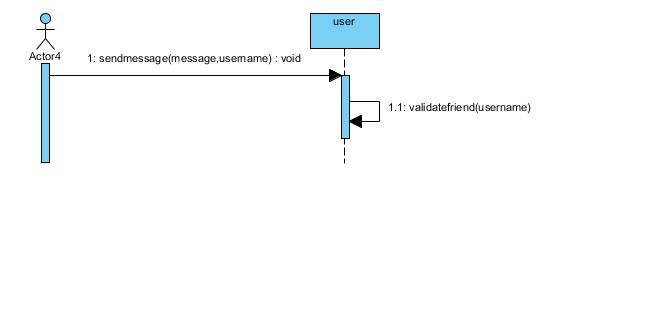 user
Actor4
1: sendmessage(message,username) : void
1.1: validatefriend(username)